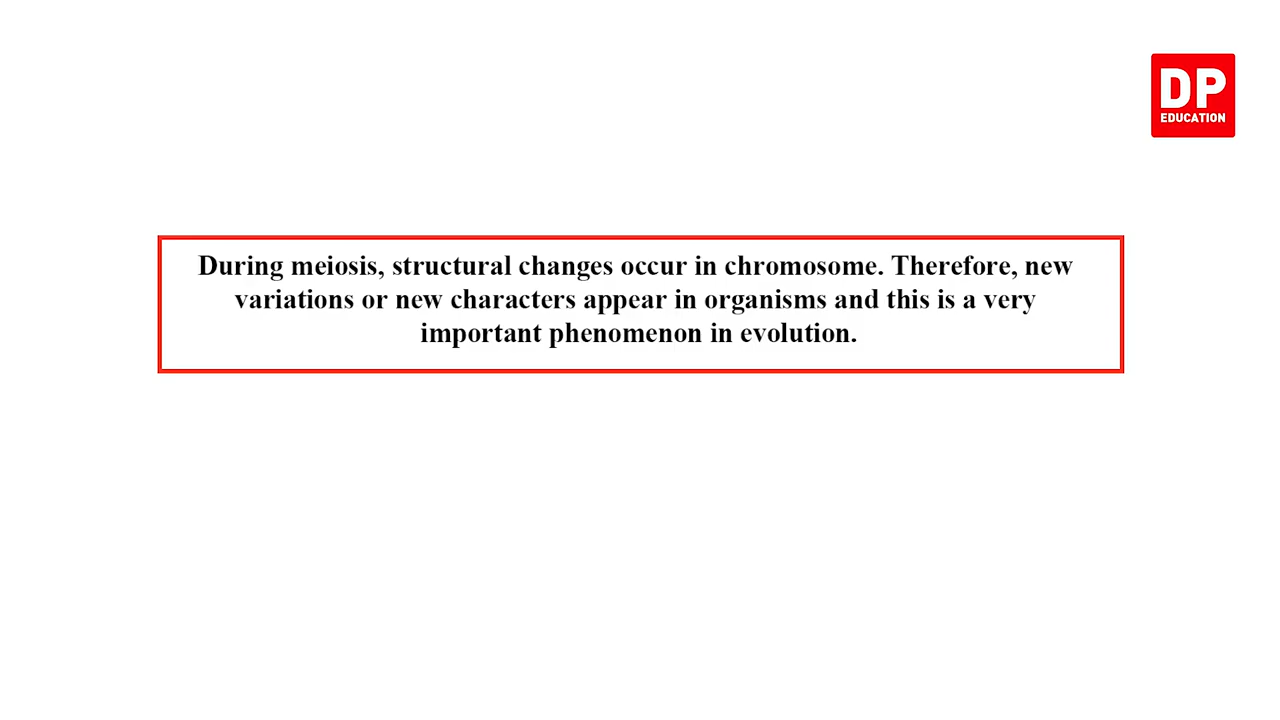 DP
EDUCATION
During meiosis, structural changes occur in chromosome. Therefore, new
variations or new characters appear in organisms and this is a very
important phenomenon in evolution.